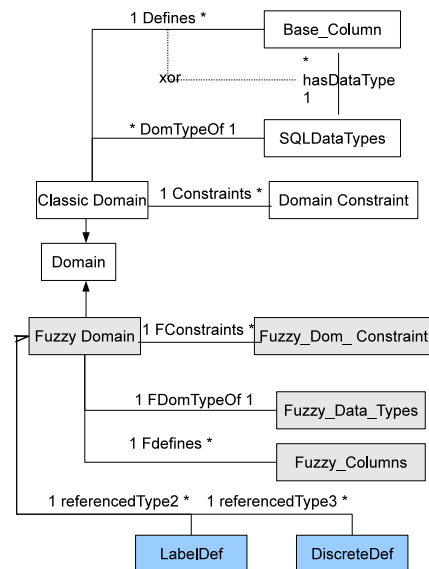 1 Defines *
Base_Column
xor
*
hasDataType
1
* DomTypeOf 1
SQLDataTypes
Classic Domain
1 Constraints *
Domain Constraint
Domain
Fuzzy Domain
1 FConstraints *
Fuzzy_Dom_ Constraint
1 FDomTypeOf 1
Fuzzy_Data_Types
1 Fdefines *
Fuzzy_Columns
1 referencedType2 *
1 referencedType3 *
LabelDef
DiscreteDef